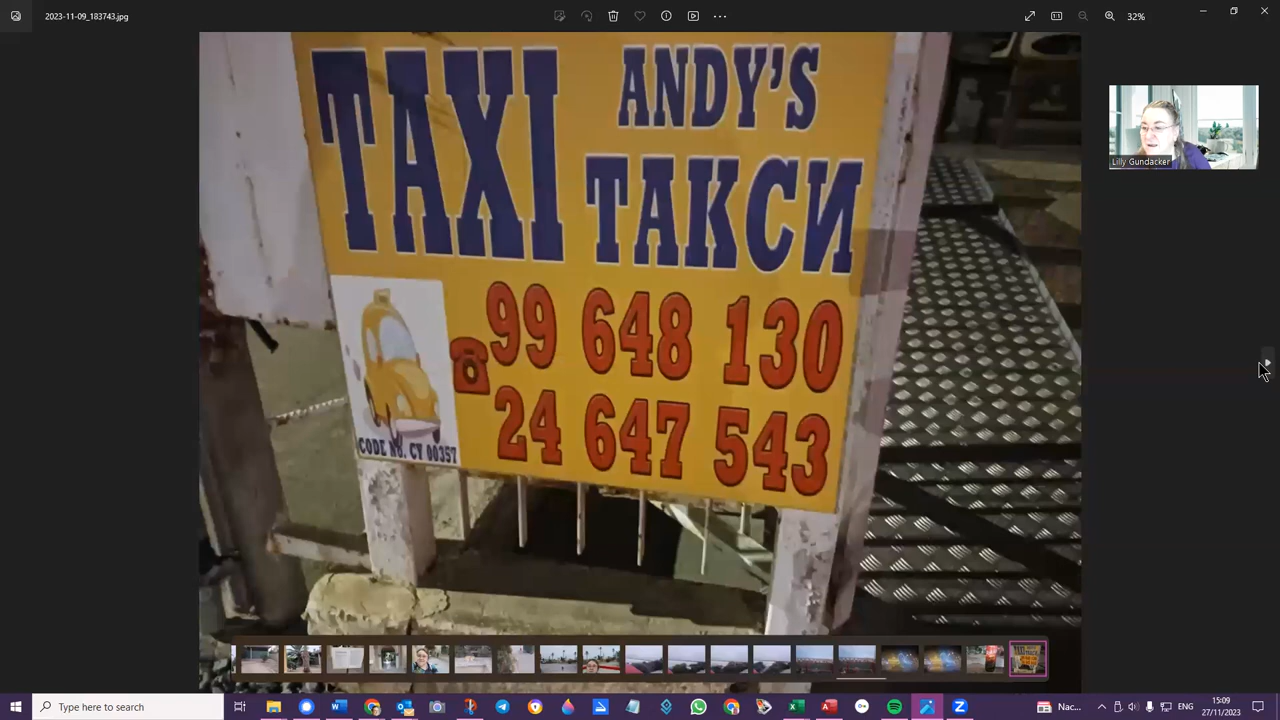 2023-11-09_183743.jpg
32%
TAXI
ANDY'S
ТАКСИ
99 648 130
24 647 543
CODE No. CY 00357
Lilly Gundacker
Type here to search
Nac...
ENG
15:09
27/11/2023